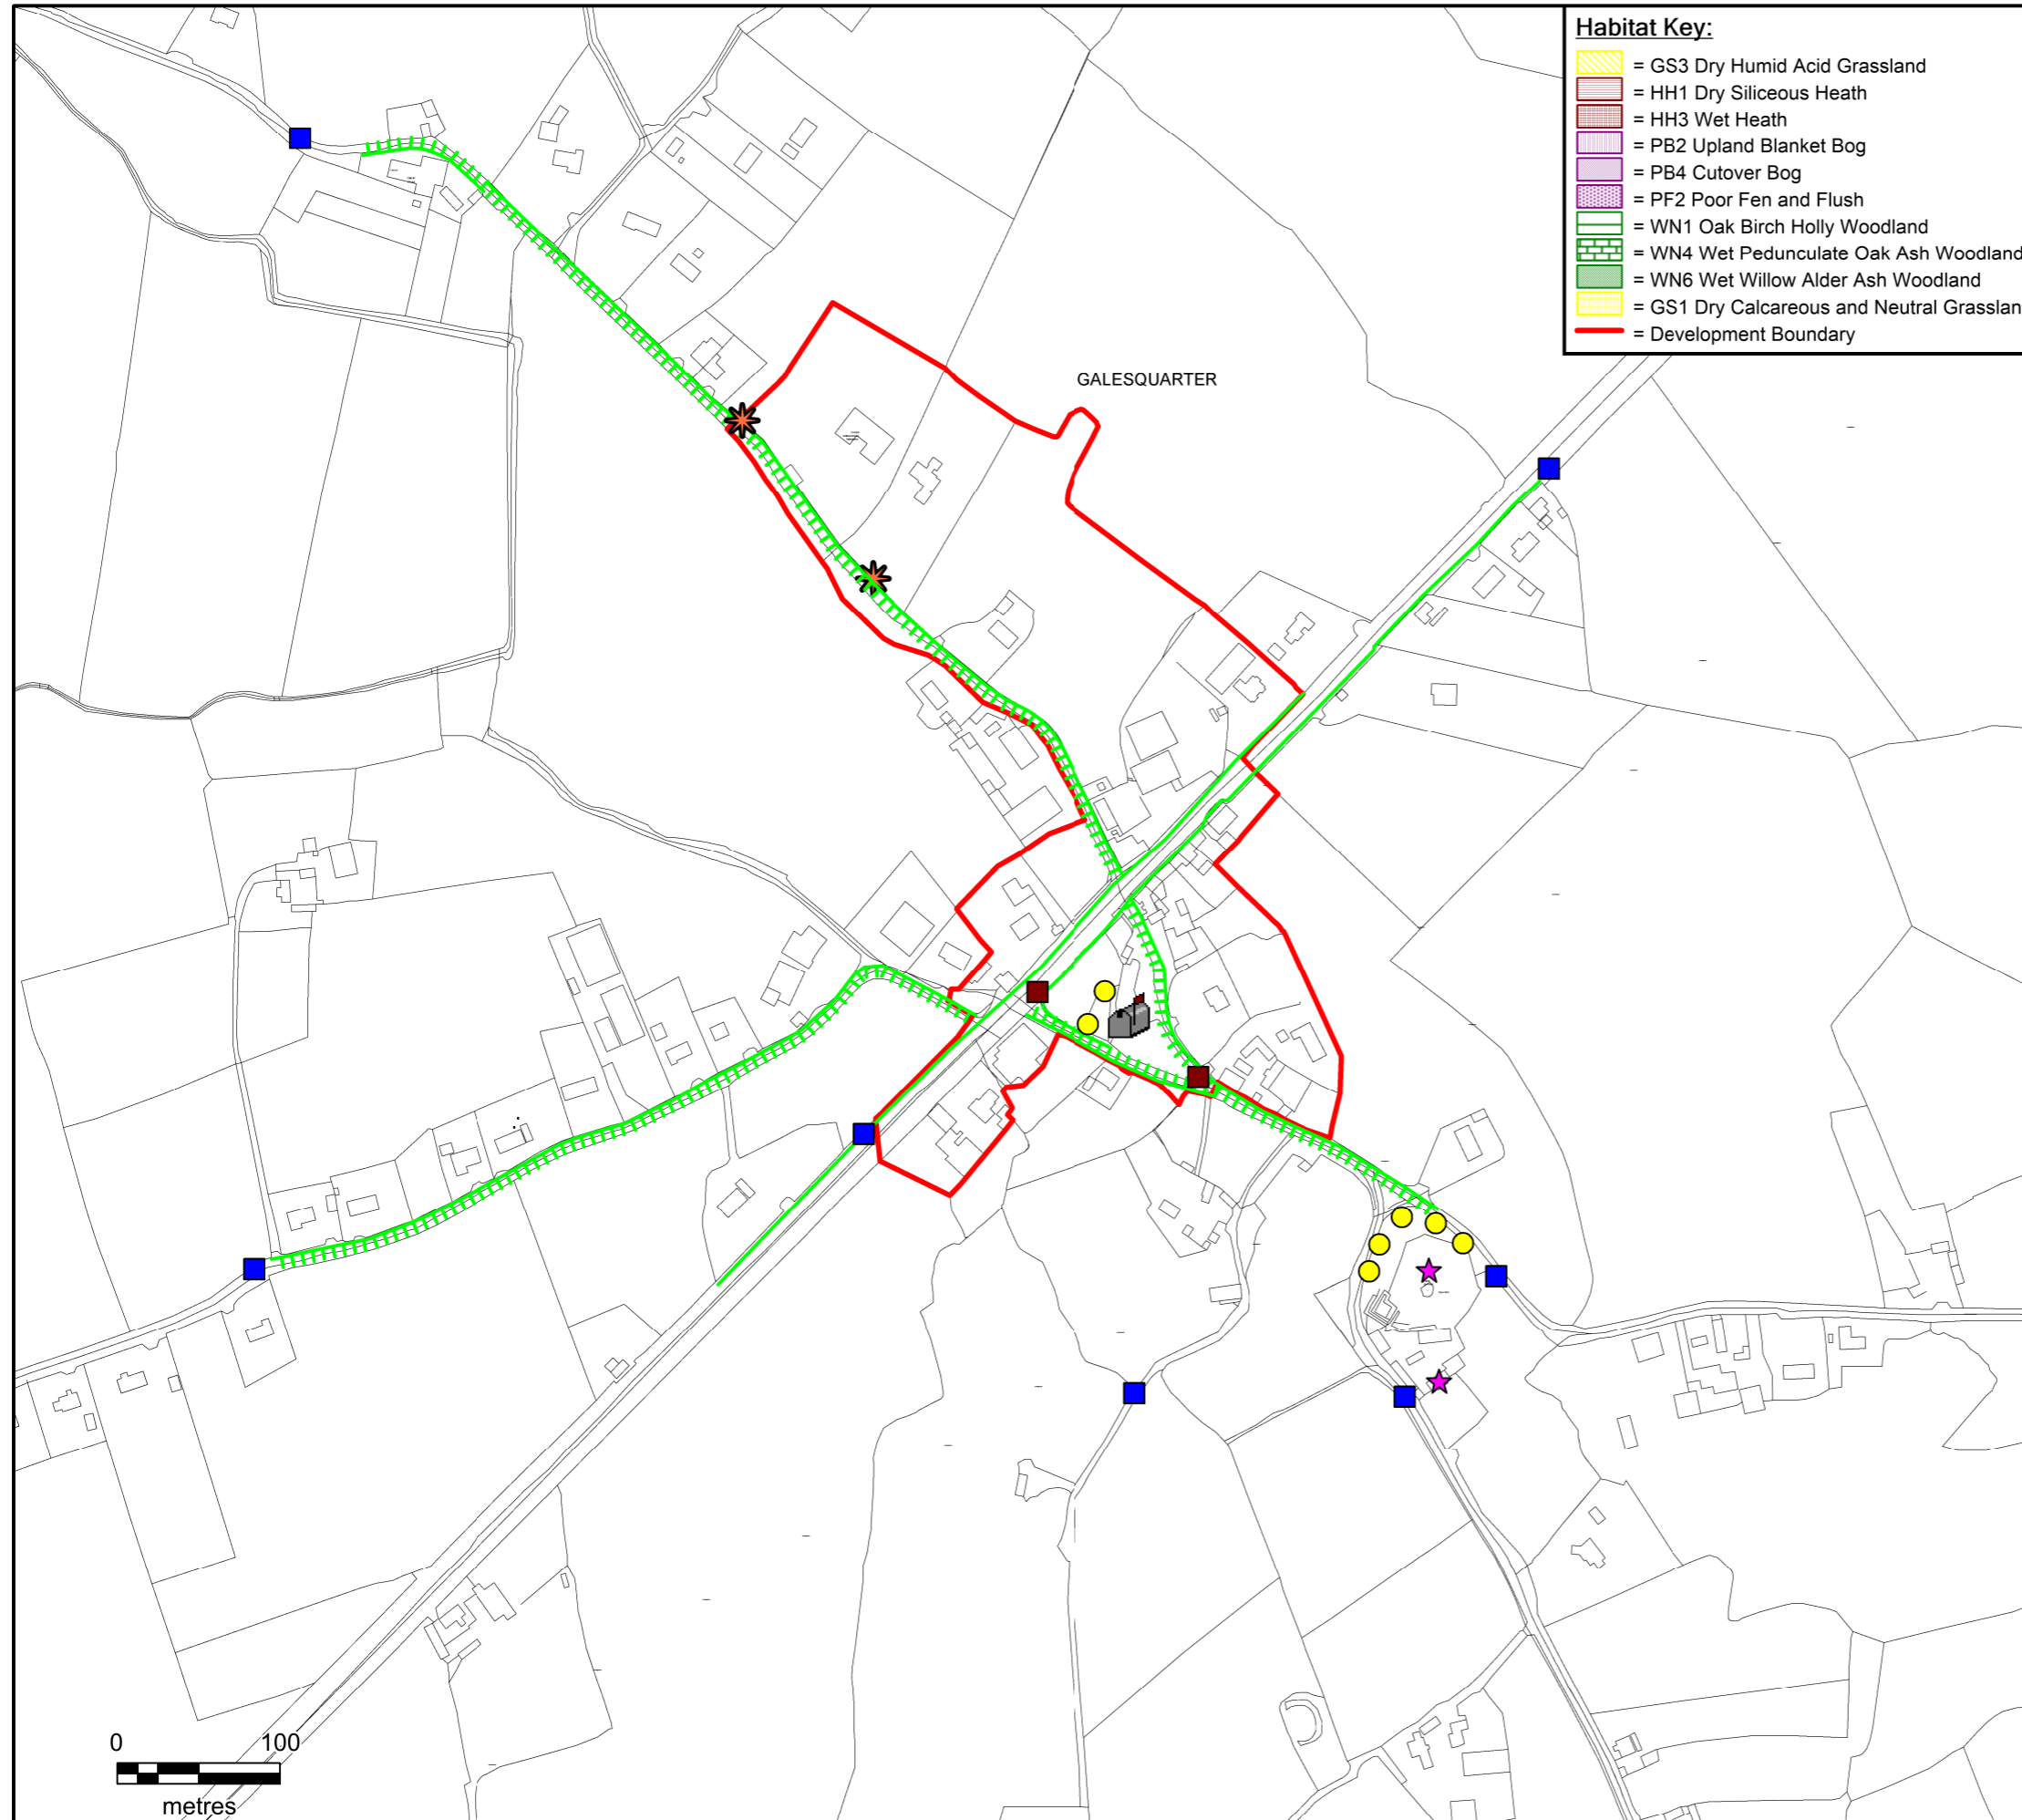 Habitat Key:
= GS3 Dry Humid Acid Grassland
= HH1 Dry Siliceous Heath
= HH3 Wet Heath
= PB2 Upland Blanket Bog
= PB4 Cutover Bog
= PF2 Poor Fen and Flush
= WN1 Oak Birch Holly Woodland
= WN4 Wet Pedunculate Oak Ash Woodland
= WN6 Wet Willow Alder Ash Woodland
= GS1 Dry Calcareous and Neutral Grasslan
= Development Boundary
GALESQUARTER
0 100
metres